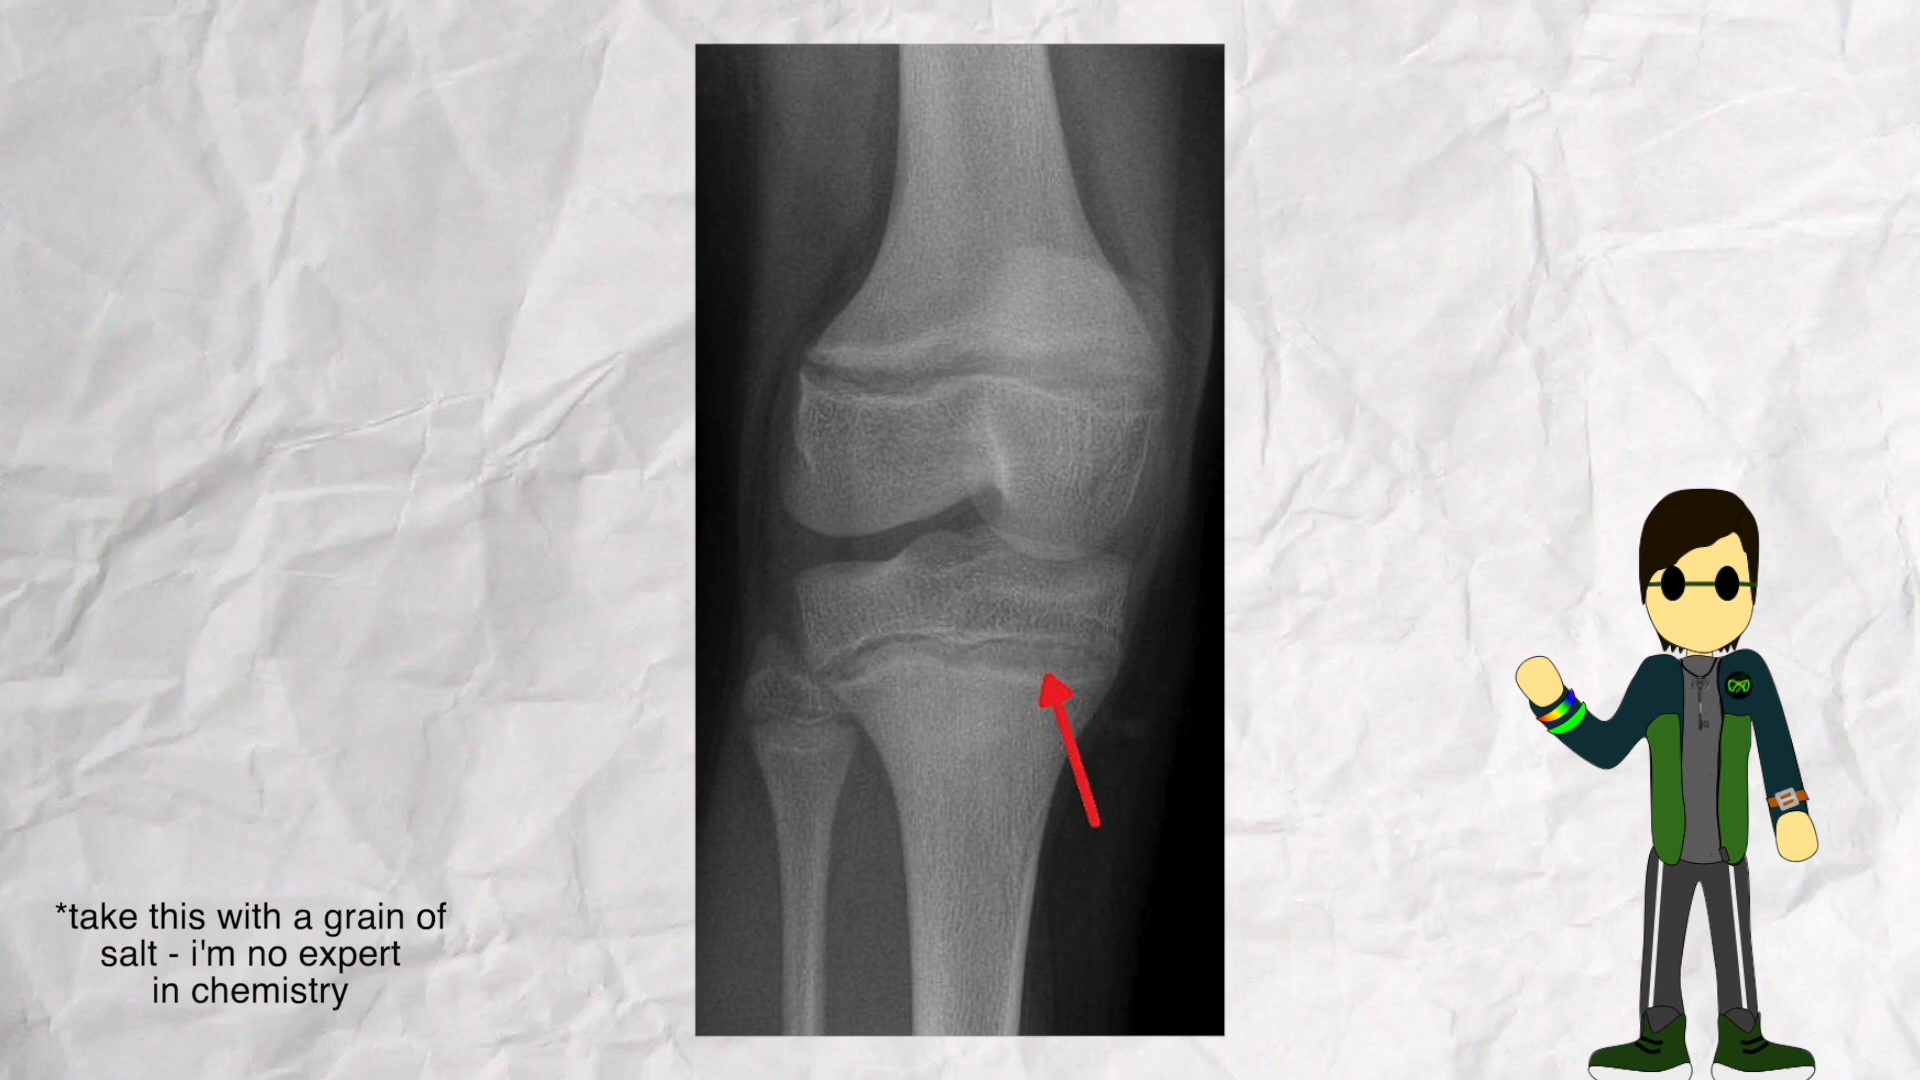 *take this with a grain of
salt - i'm no expert
in chemistry